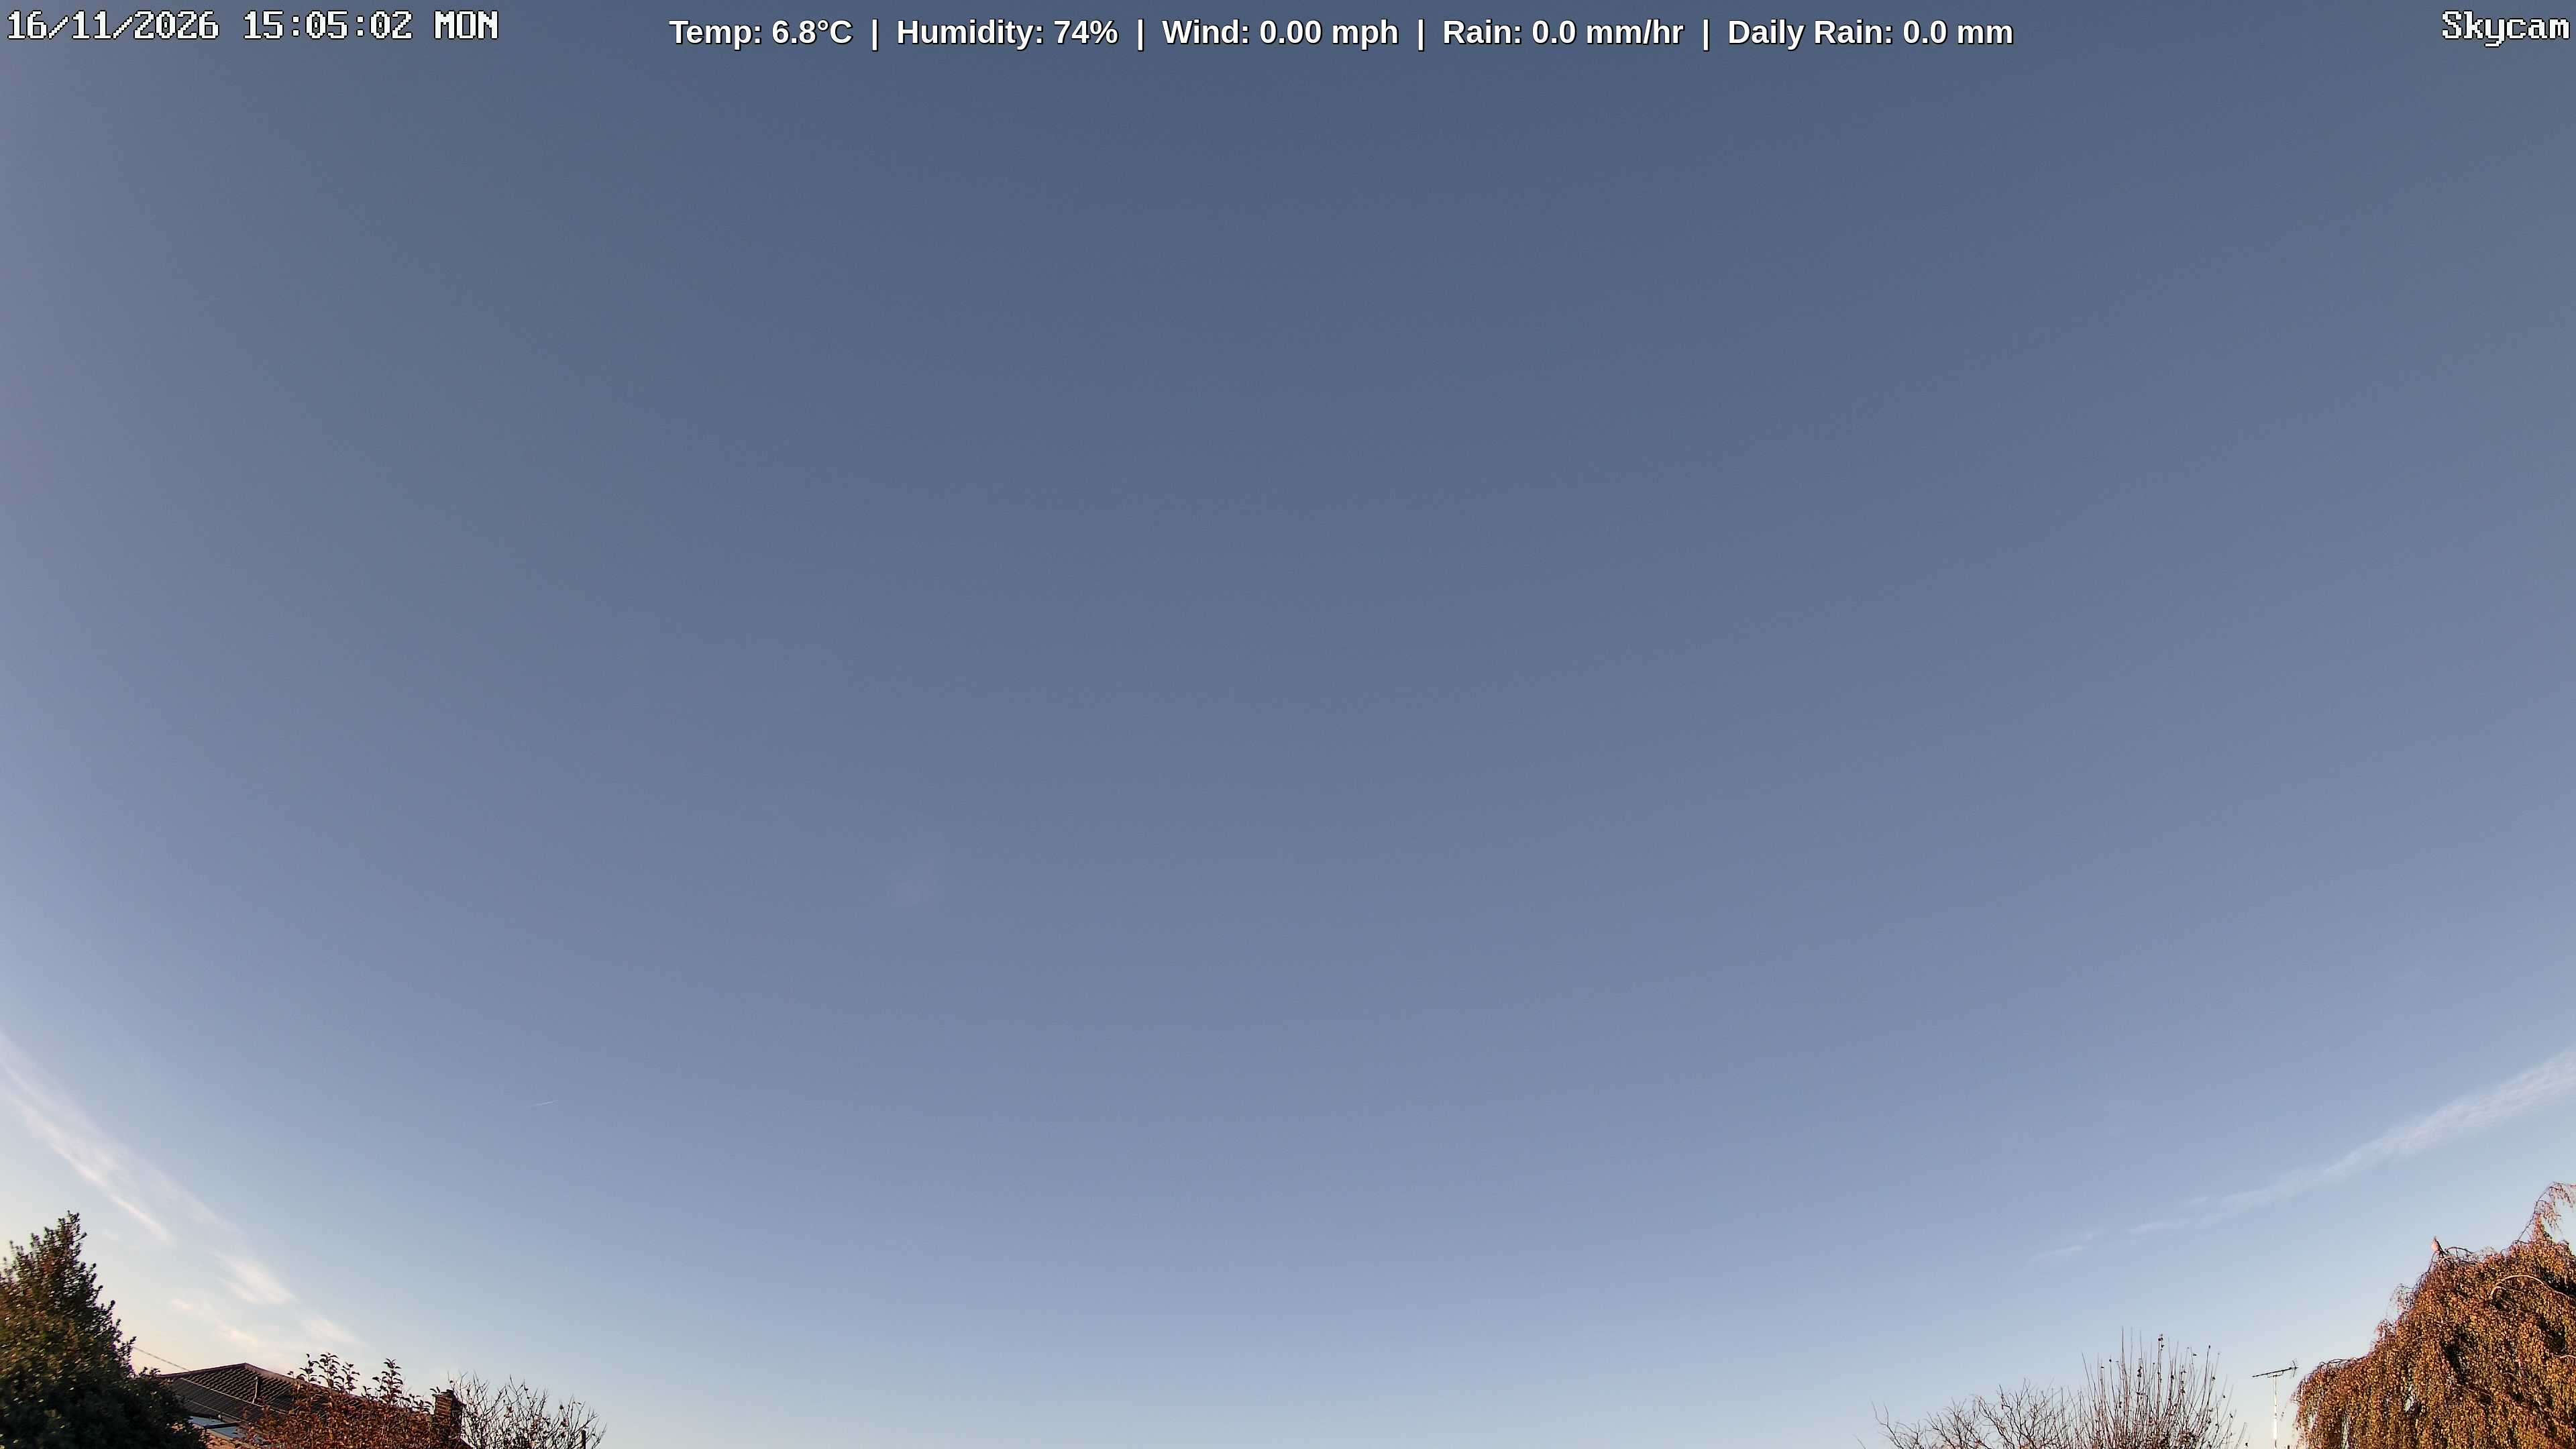 16/11/2026 15:05:02 MON
Temp: 6.8°C | Humidity: 74% | Wind: 0.00 mph | Rain: 0.0 mm/hr | Daily Rain: 0.0 mm
Skycam